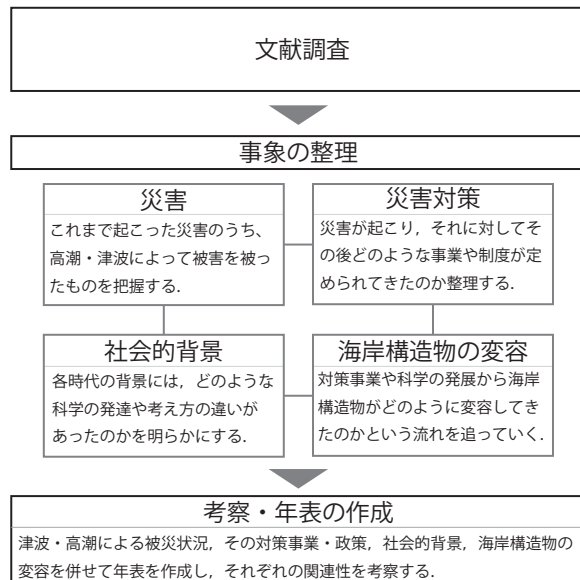 文献調査
事象の整理
災害
これまで起こった災害のうち、
高潮・津波によって被害を被っ
たものを把握する.
災害対策
災害が起こり，それに対してそ
の後どのような事業や制度が定
められてきたのか整理する.
社会的背景
各時代の背景には，どのような
科学の発達や考え方の違いが
あったのかを明らかにする.
海岸構造物の変容
対策事業や科学の発展から海岸
構造物がどのように変容してき
たのかという流れを追っていく.
考察・年表の作成
津波・高潮による被災状況，その対策事業・政策，社会的背景，海岸構造物の
変容を併せて年表を作成し，それぞれの関連性を考察する.